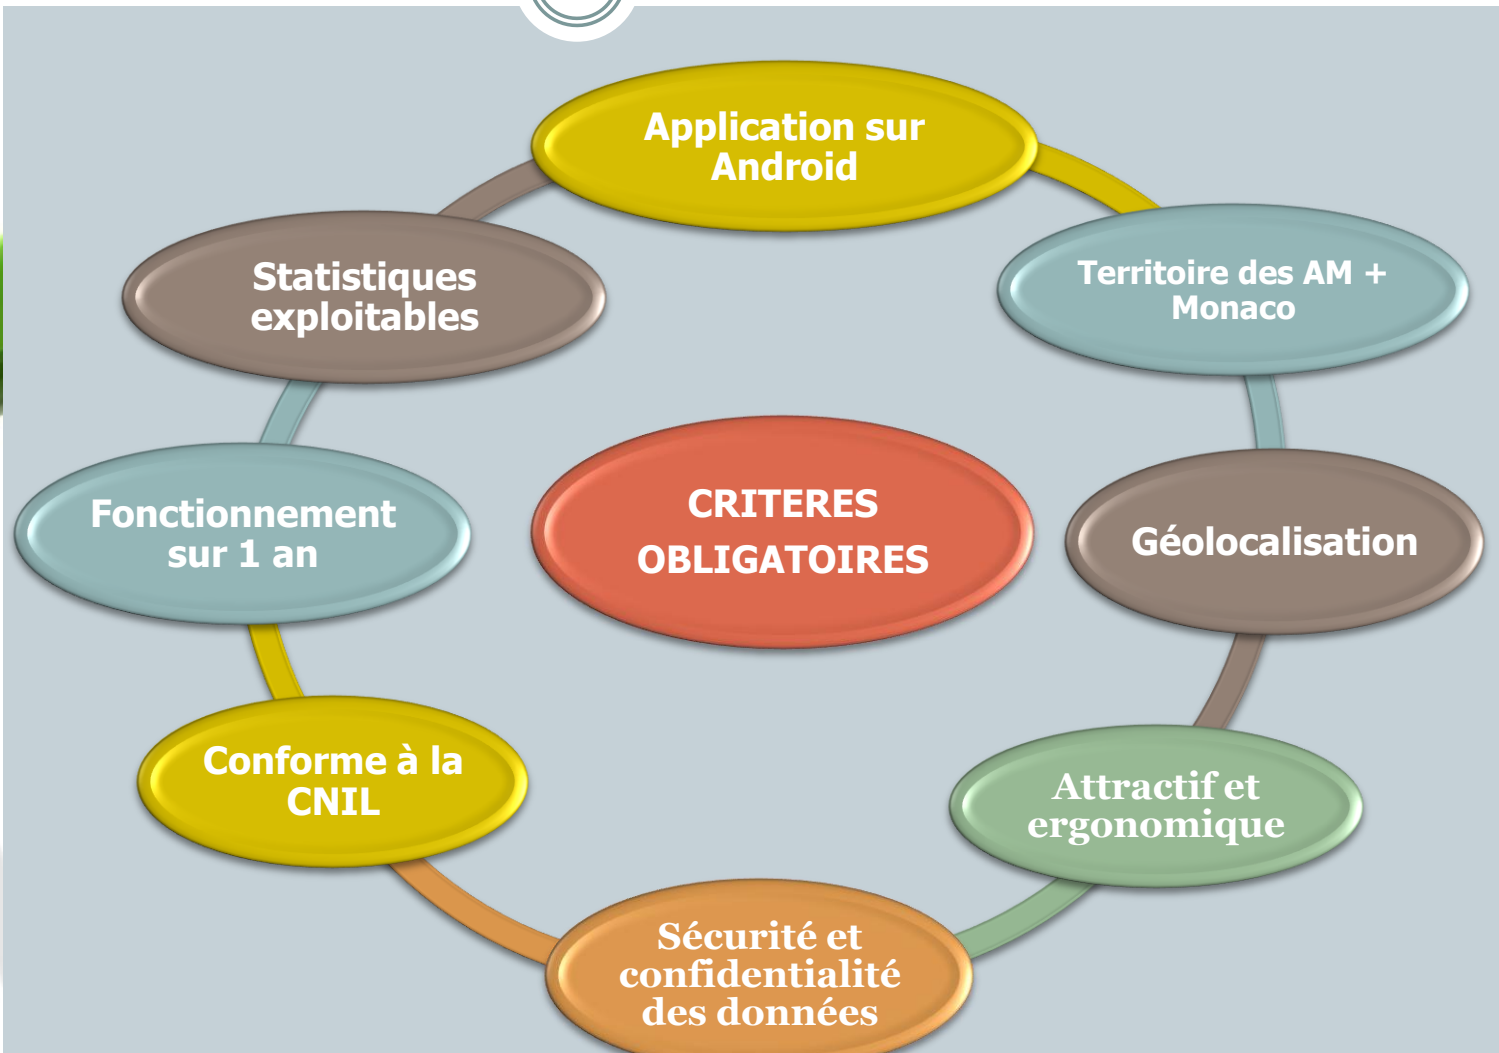 Application sur
Android
Territoire des AM +
Monaco
Géolocalisation
Attractif et
ergonomique
Sécurité et
confidentialité
des données
Conforme à la
CNIL
Fonctionnement
sur 1 an
Statistiques
exploitables
CRITERES
OBLIGATOIRES